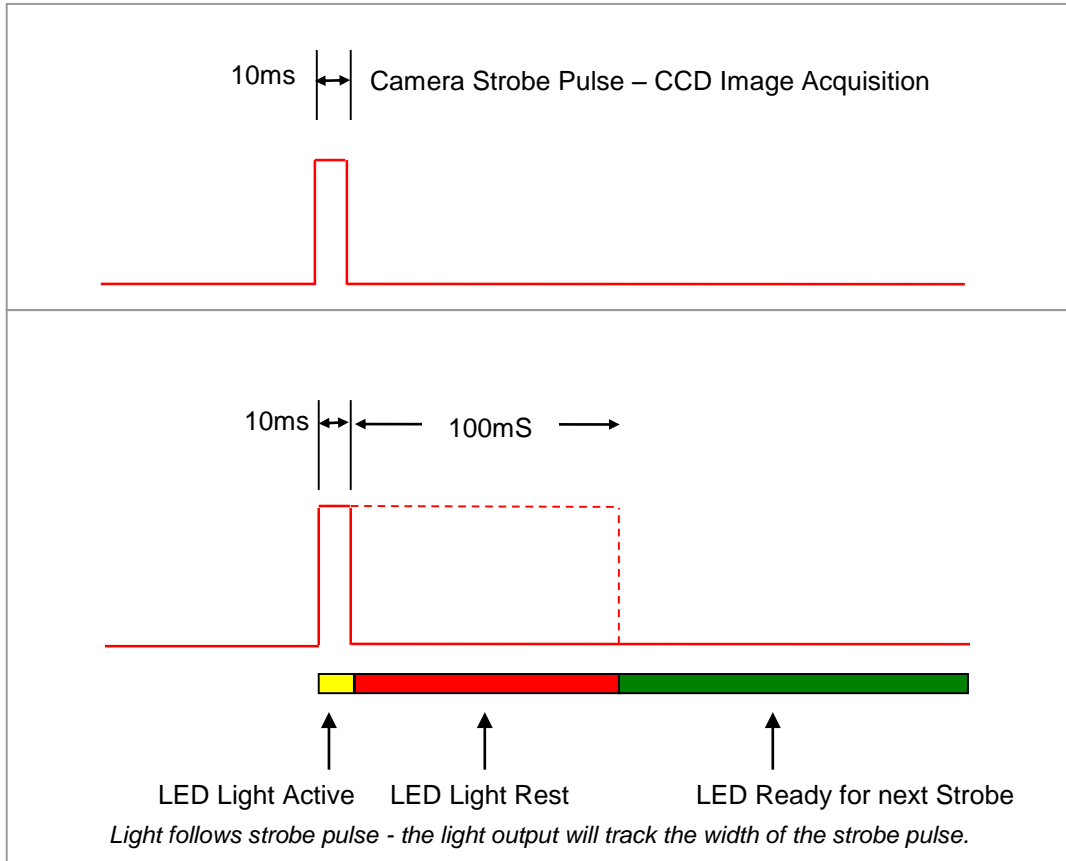 10ms
Camera Strobe Pulse – CCD Image Acquisition
10ms
100mS
LED Light Active
LED Light Rest
LED Ready for next Strobe
Light follows strobe pulse - the light output will track the width of the strobe pulse.